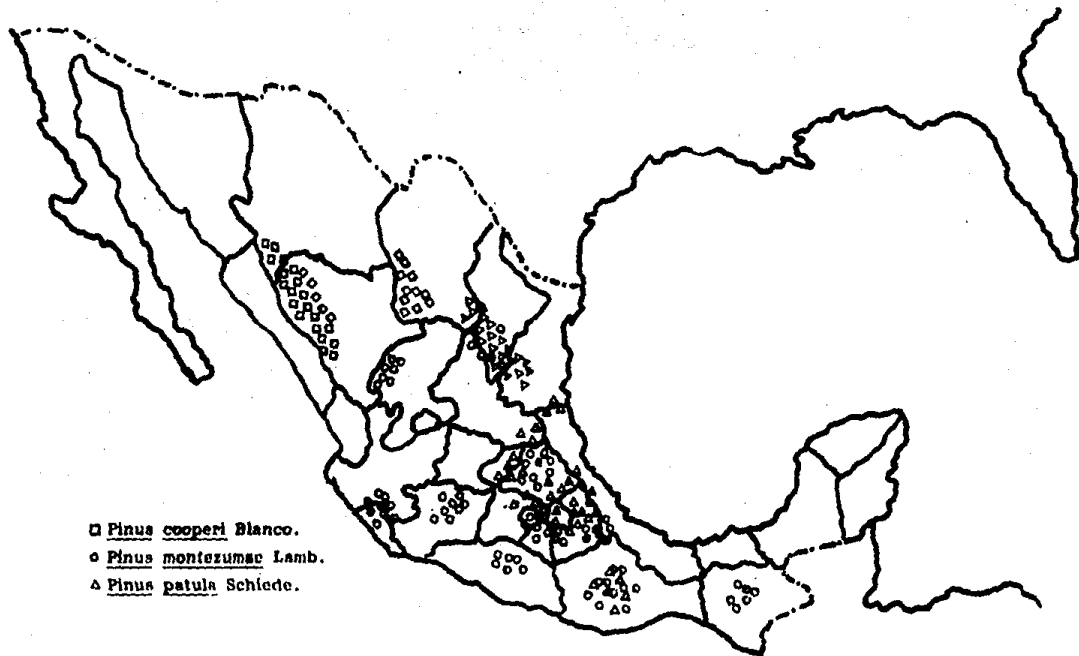 □ Pinus cooperi Blanco.
○ Pinus montezumae Lamb.
△ Pinus patula Schiede.